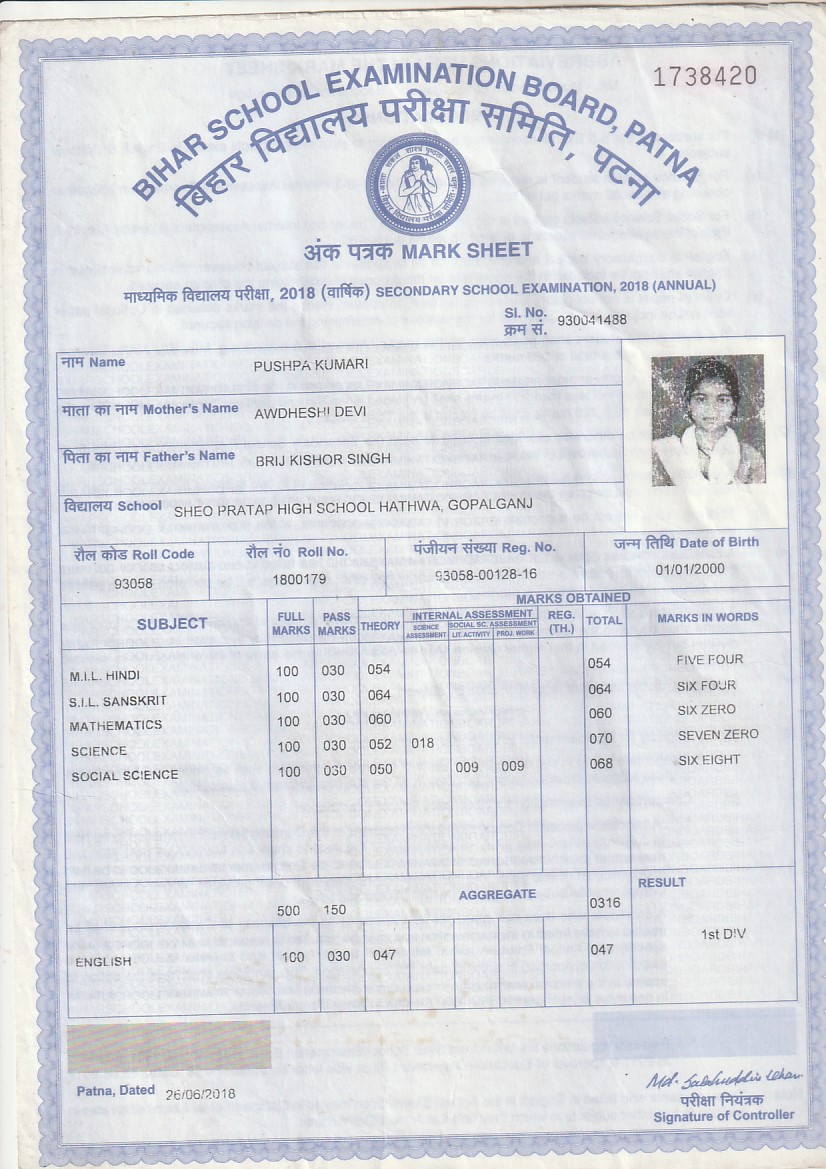 1738420
BIHAR SCHOOL EXAMINATION BOARD, PATNA
बिहार विद्यालय परीक्षा समिति, पटना
अंक पत्रक MARK SHEET
माध्यमिक विद्यालय परीक्षा, 2018 (वार्षिक) SECONDARY SCHOOL EXAMINATION, 2018 (ANNUAL)
Sl. No.
क्रम सं. 930041488
नाम Name PUSHPA KUMARI
माता का नाम Mother's Name AWDHESHI DEVI
पिता का नाम Father's Name BRIJ KISHOR SINGH
विद्यालय School SHEO PRATAP HIGH SCHOOL HATHWA, GOPALGANJ
रौल कोड Roll Code रौल नं0 Roll No. पंजीयन संख्या Reg. No. जन्म तिथि Date of Birth
93058 1800179 93058-00128-16 01/01/2000
MARKS OBTAINED
SUBJECT FULL MARKS PASS MARKS THEORY INTERNAL ASSESSMENT REG. (TH.) TOTAL MARKS IN WORDS
SCIENCE ASSESSMENT SOCIAL SC. ASSESSMENT
LIT. ACTIVITY PROJ. WORK
M.I.L. HINDI 100 030 054 054 FIVE FOUR
S.I.L. SANSKRIT 100 030 064 064 SIX FOUR
MATHEMATICS 100 030 060 060 SIX ZERO
SCIENCE 100 030 052 018 070 SEVEN ZERO
SOCIAL SCIENCE 100 030 050 009 009 068 SIX EIGHT
500 150 AGGREGATE 0316 RESULT
1st DIV
ENGLISH 100 030 047 047
Patna, Dated 26/06/2018
परीक्षा नियंत्रक
Signature of Controller